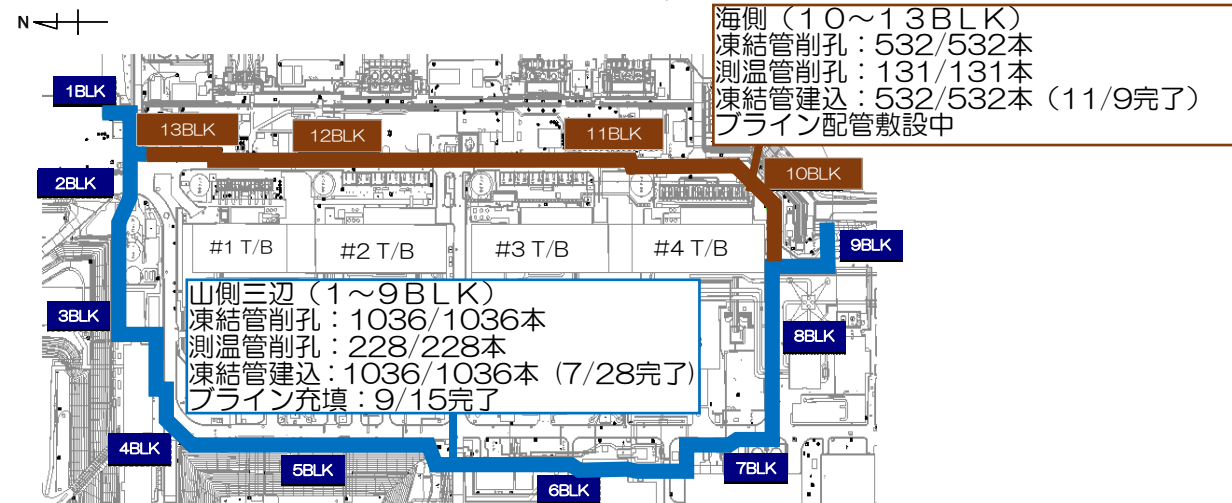 N
海側（１０～１３ＢＬＫ）
凍結管削孔：532/532本
測温管削孔：131/131本
凍結管建込：532/532本（11/9完了）
ブライン配管敷設中
1BLK
13BLK
12BLK
11BLK
10BLK
2BLK
9BLK
#1 T/B
#2 T/B
#3 T/B
#4 T/B
山側三辺（１～９ＢＬＫ）
凍結管削孔：1036/1036本
測温管削孔：228/228本
凍結管建込：1036/1036本（7/28完了）
ブライン充填：9/15完了
3BLK
8BLK
4BLK
5BLK
6BLK
7BLK